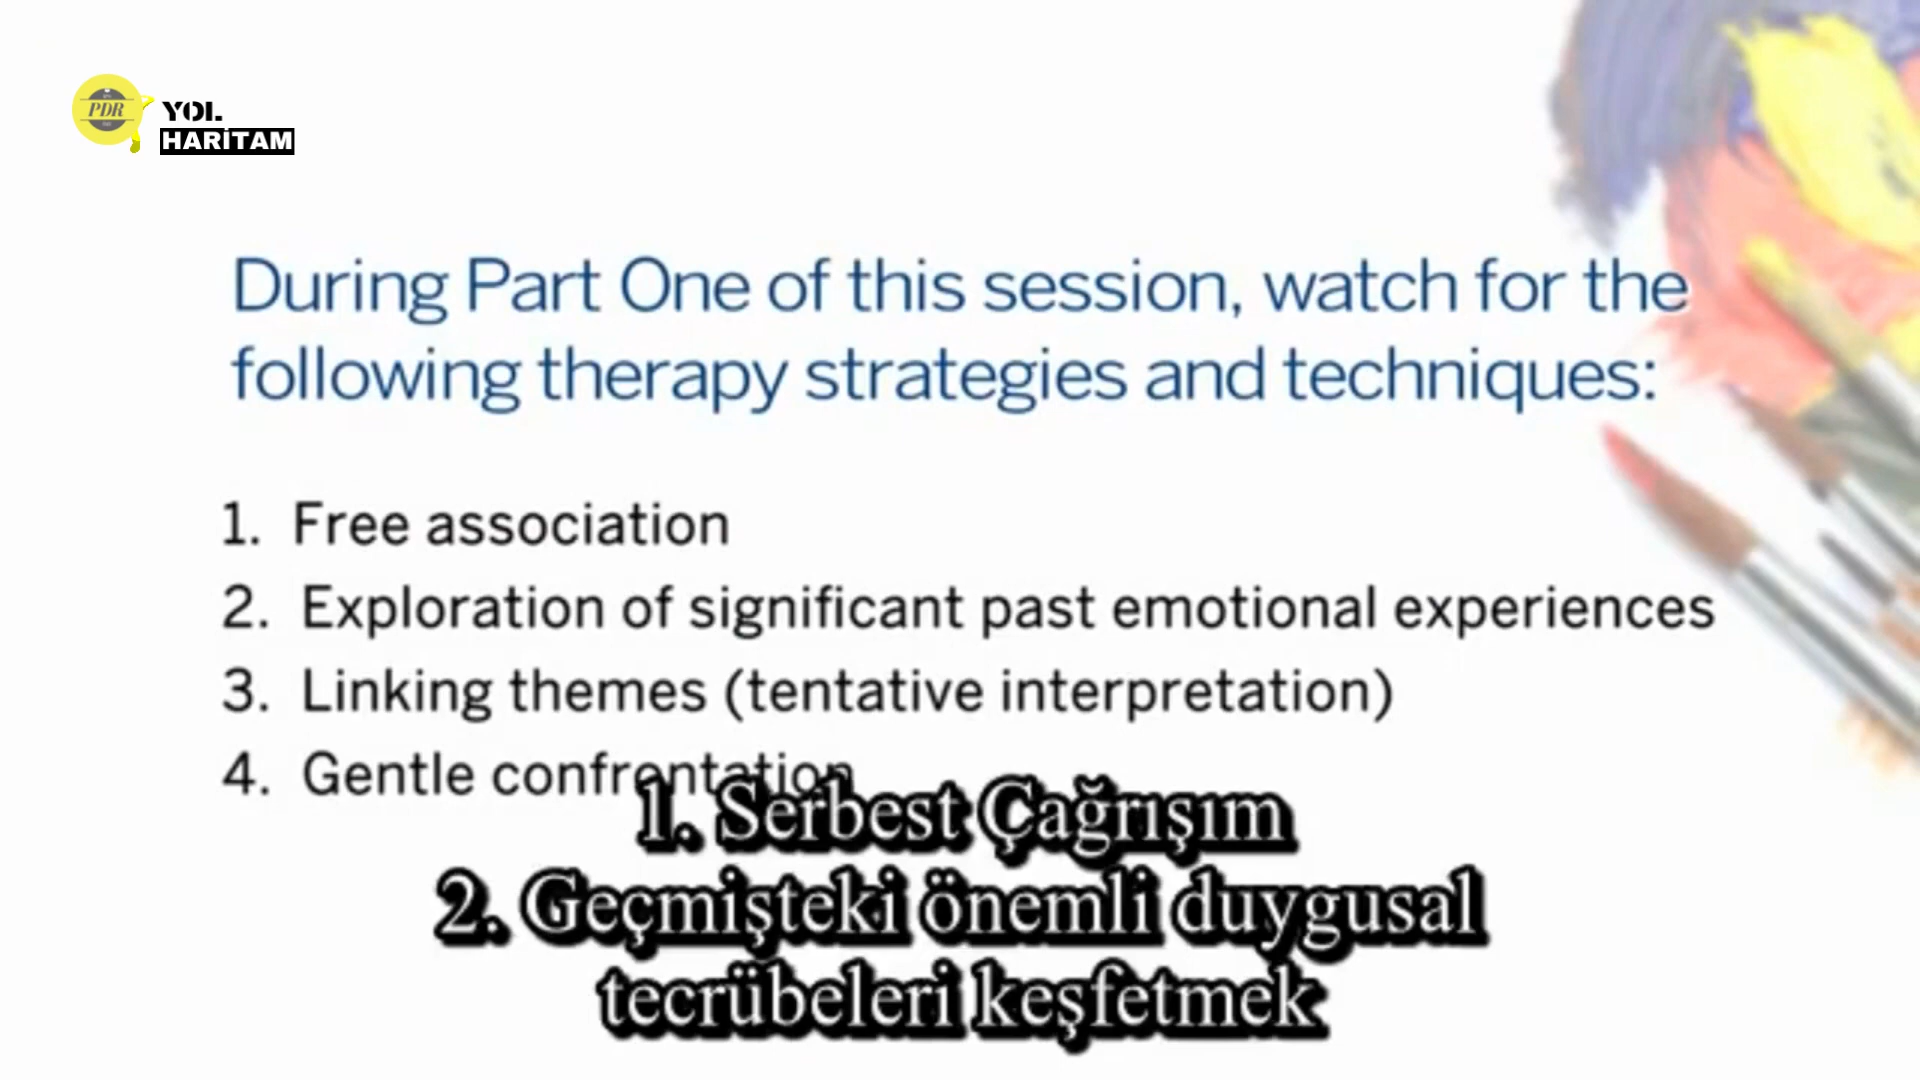 PDR
YOL
HARİTAM
During Part One of this session, watch for the
following therapy strategies and techniques:
1. Free association
2. Exploration of significant past emotional experiences
3. Linking themes (tentative interpretation)
4. Gentle confrontation
1. Serbest Çağrışım
2. Geçmişteki önemli duygusal
tecrübeleri keşfetmek